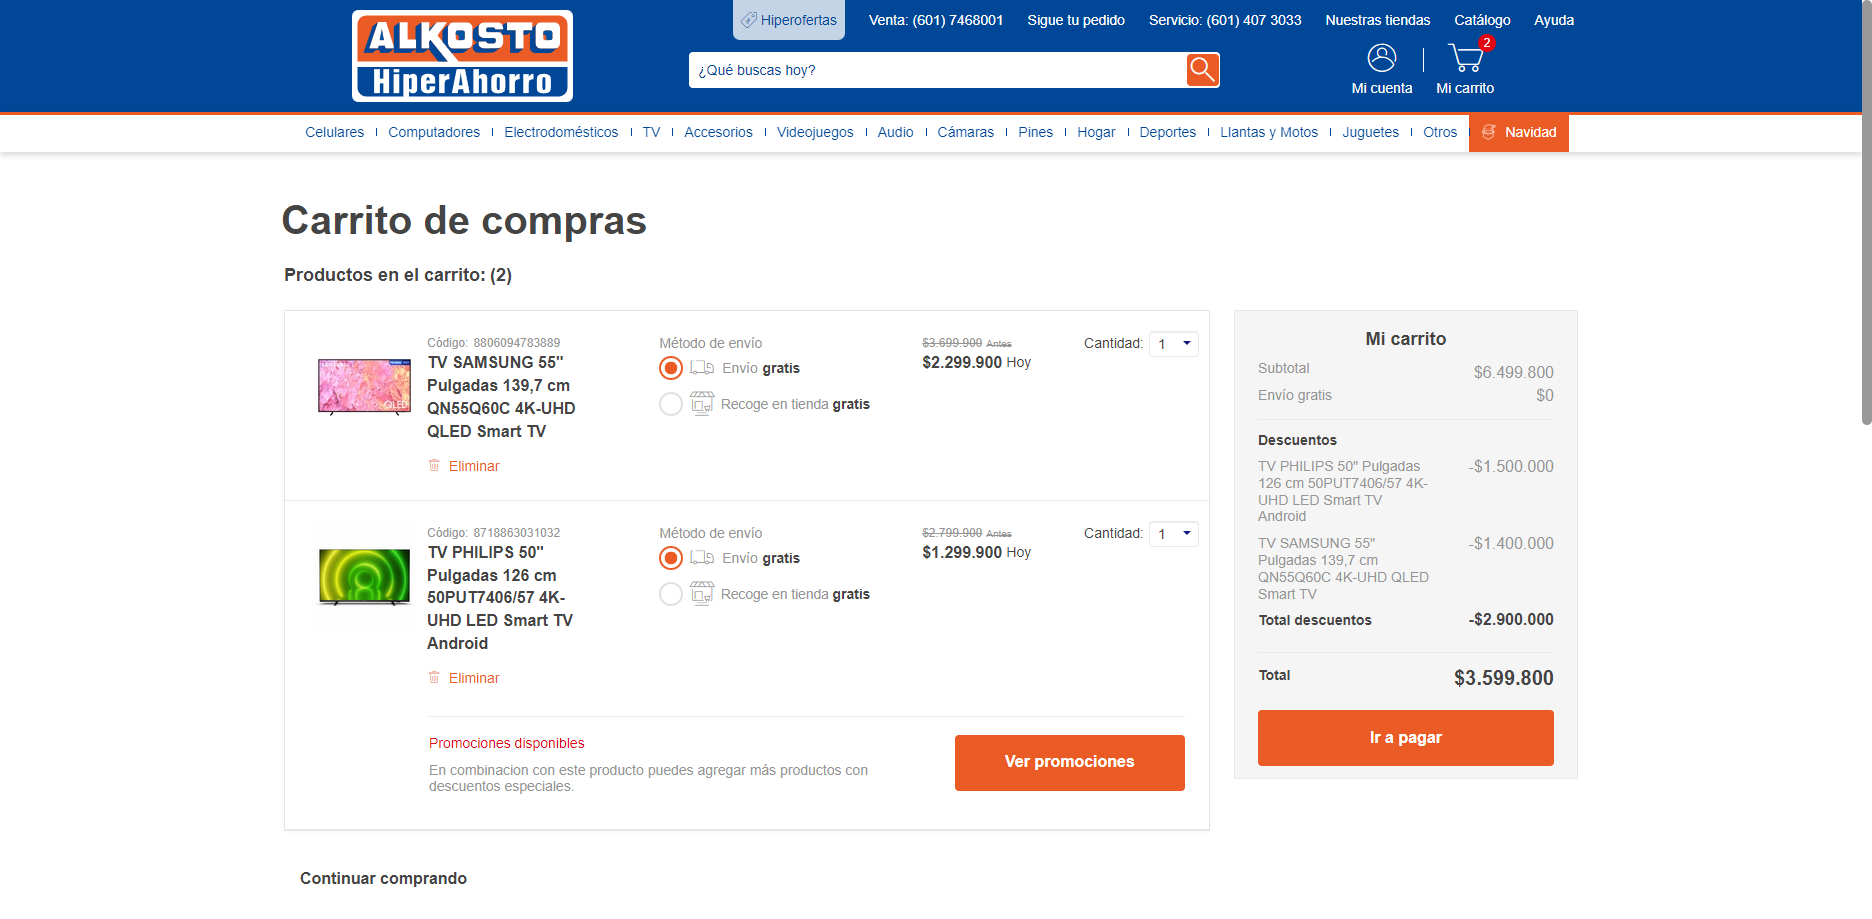 ALKOSTO
HiperAhorro
Hiperofertas
Venta: (601) 7468001
Sigue tu pedido
Servicio: (601) 407 3033
Nuestras tiendas
Catálogo
Ayuda
¿Qué buscas hoy?
Mi cuenta
2
Mi carrito
Celulares
Computadores
Electrodomésticos
TV
Accesorios
Videojuegos
Audio
Cámaras
Pines
Hogar
Deportes
Llantas y Motos
Juguetes
Otros
Navidad
Carrito de compras
Productos en el carrito: (2)
Código: 8806094783889
TV SAMSUNG 55"
Pulgadas 139,7 cm
QN55Q60C 4K-UHD
QLED Smart TV
Eliminar
QLED
Método de envío
Envío gratis
Recoge en tienda gratis
$3.699.900 Antes
$2.299.900 Hoy
Cantidad: 1
Código: 8718863031032
TV PHILIPS 50"
Pulgadas 126 cm
50PUT7406/57 4K-
UHD LED Smart TV
Android
Eliminar
Método de envío
Envío gratis
Recoge en tienda gratis
$2.799.900 Antes
$1.299.900 Hoy
Cantidad: 1
Promociones disponibles
En combinacion con este producto puedes agregar más productos con
descuentos especiales.
Ver promociones
Mi carrito
Subtotal $6.499.800
Envío gratis $0
Descuentos
TV PHILIPS 50" Pulgadas -$1.500.000
126 cm 50PUT7406/57 4K-
UHD LED Smart TV
Android
TV SAMSUNG 55" -$1.400.000
Pulgadas 139,7 cm
QN55Q60C 4K-UHD QLED
Smart TV
Total descuentos -$2.900.000
Total $3.599.800
Ir a pagar
Continuar comprando